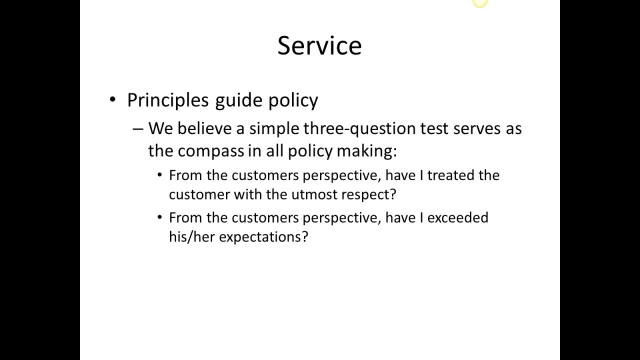 Service
• Principles guide policy
– We believe a simple three-question test serves as
the compass in all policy making:
• From the customers perspective, have I treated the
customer with the utmost respect?
• From the customers perspective, have I exceeded
his/her expectations?